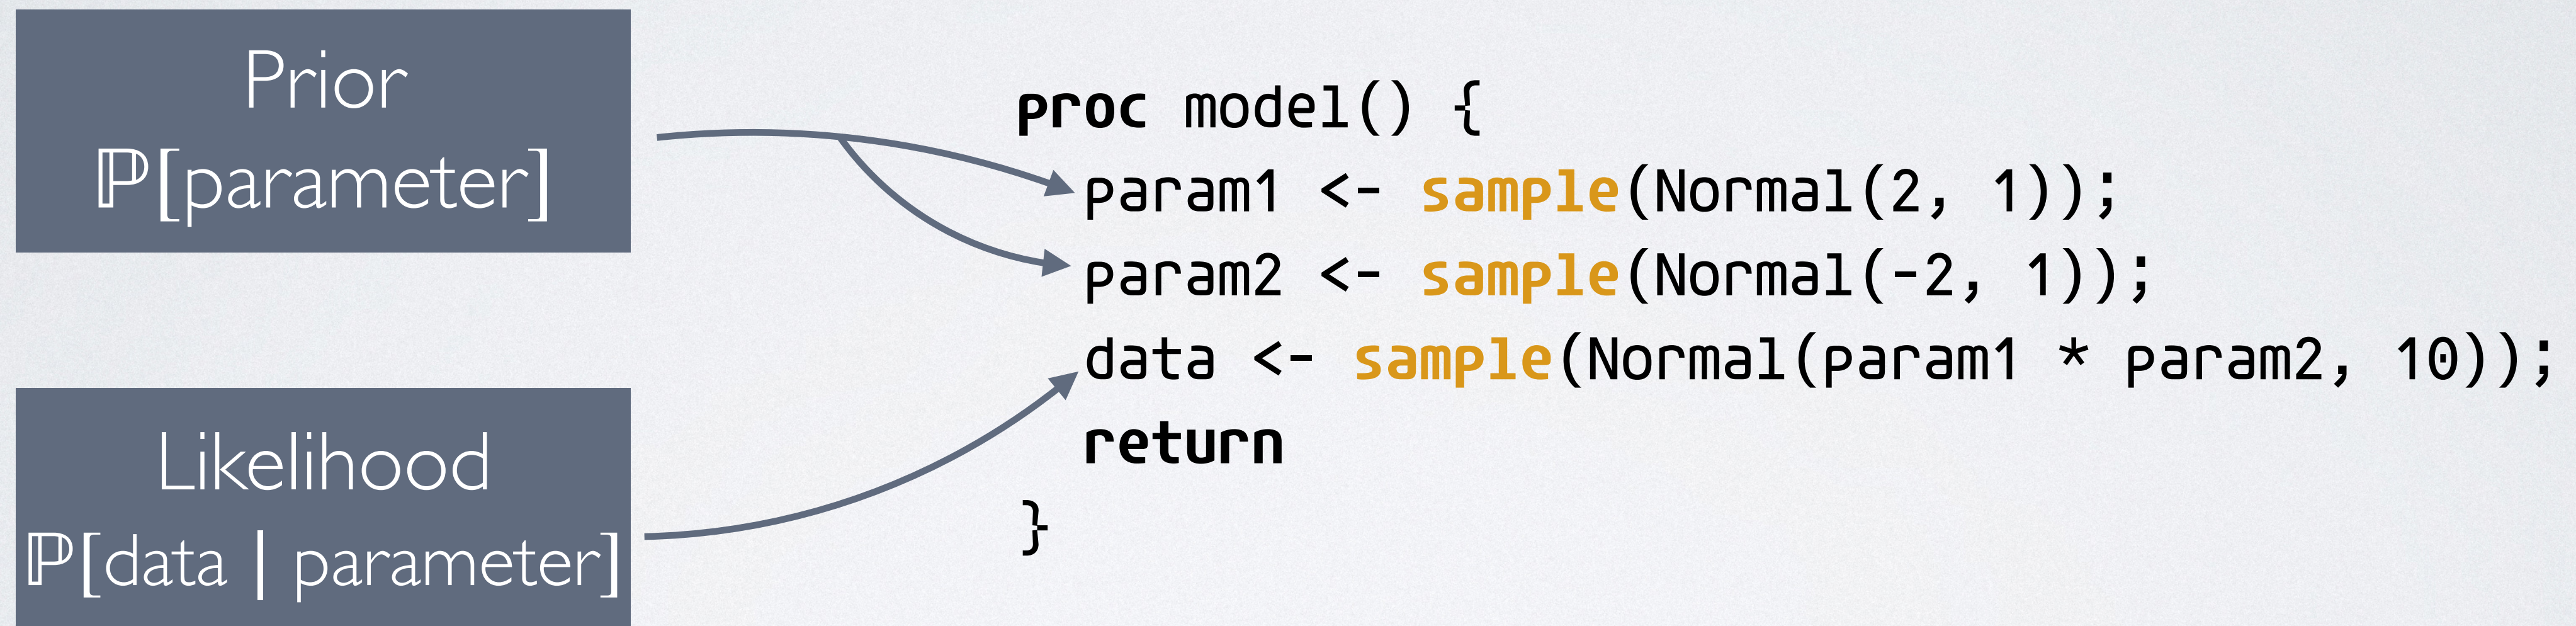 Prior
ℙ[parameter]
Likelihood
ℙ[data | parameter]
proc model() {
  param1 <- sample(Normal(2, 1));
  param2 <- sample(Normal(-2, 1));
  data <- sample(Normal(param1 * param2, 10));
  return
}